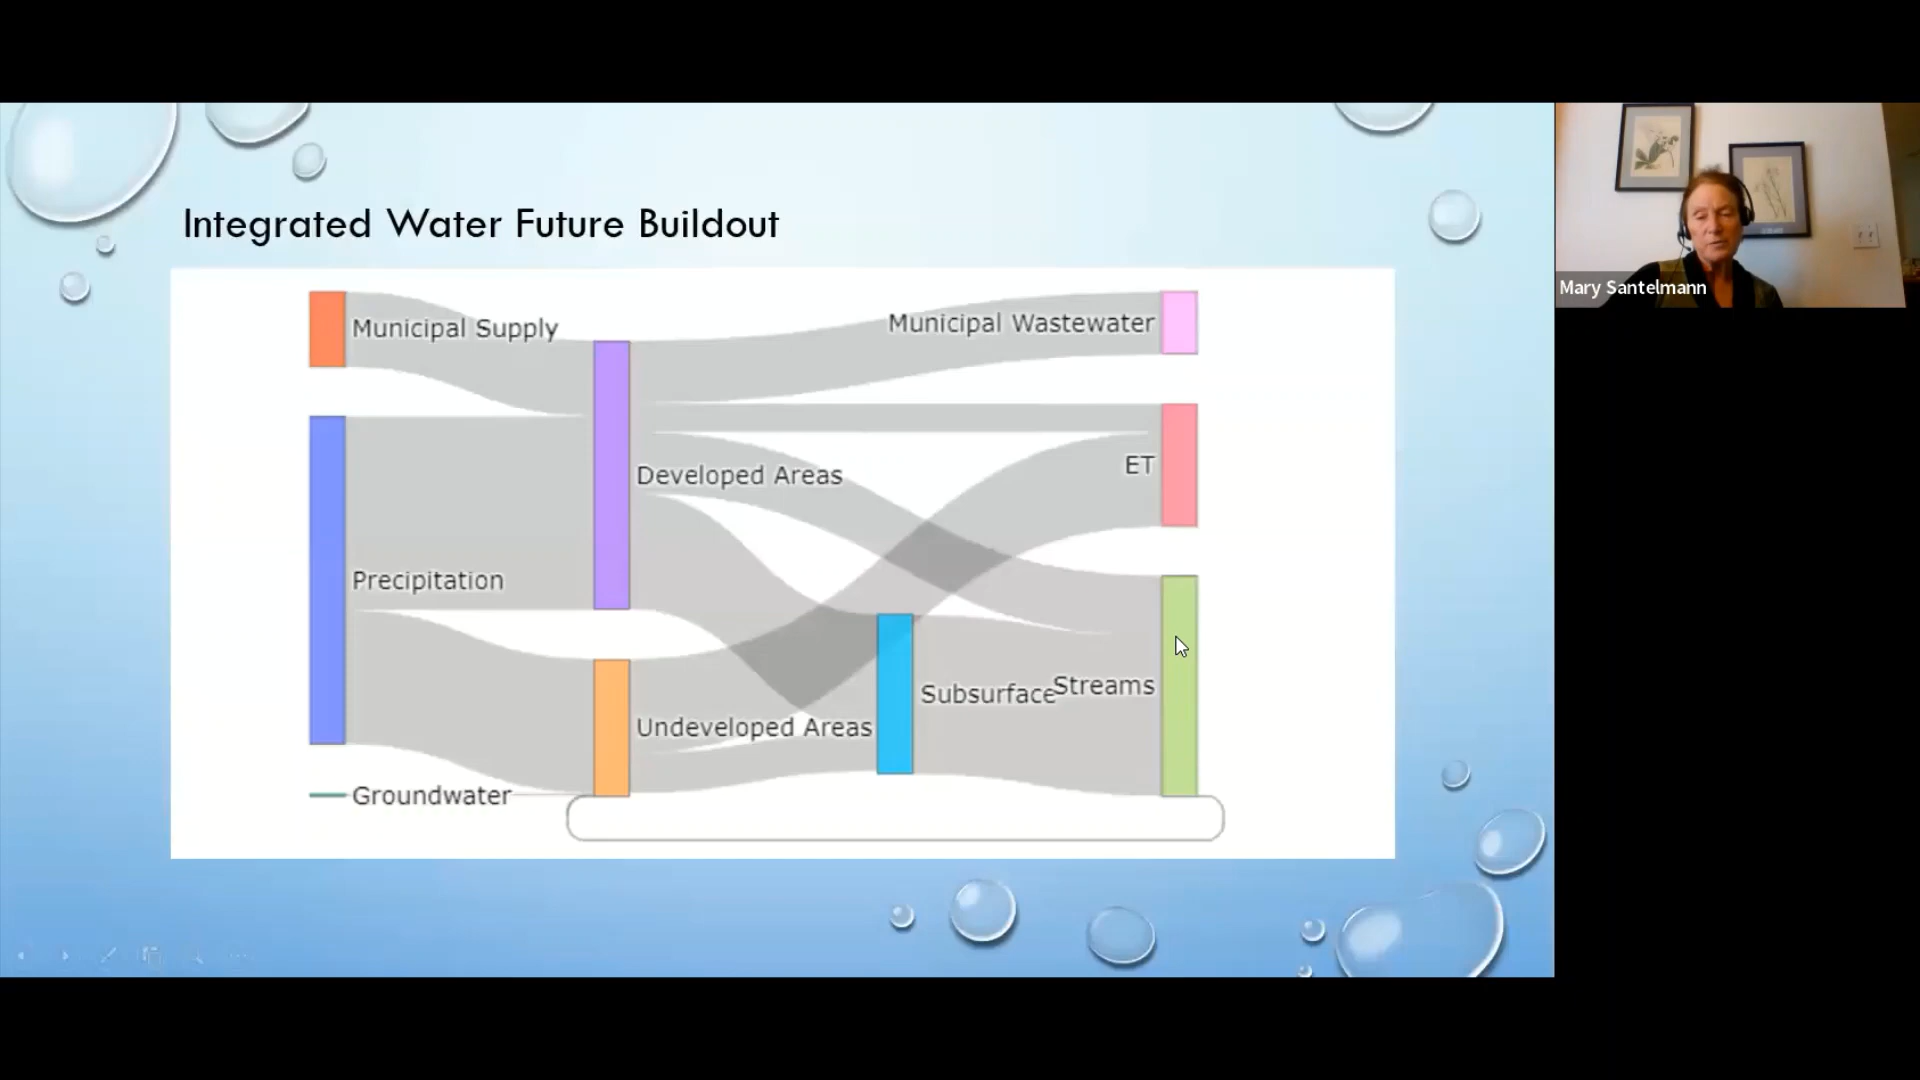 Integrated Water Future Buildout
Municipal Supply
Municipal Wastewater
Developed Areas
ET
Precipitation
Subsurface
Streams
Undeveloped Areas
Groundwater
Mary Santelmann